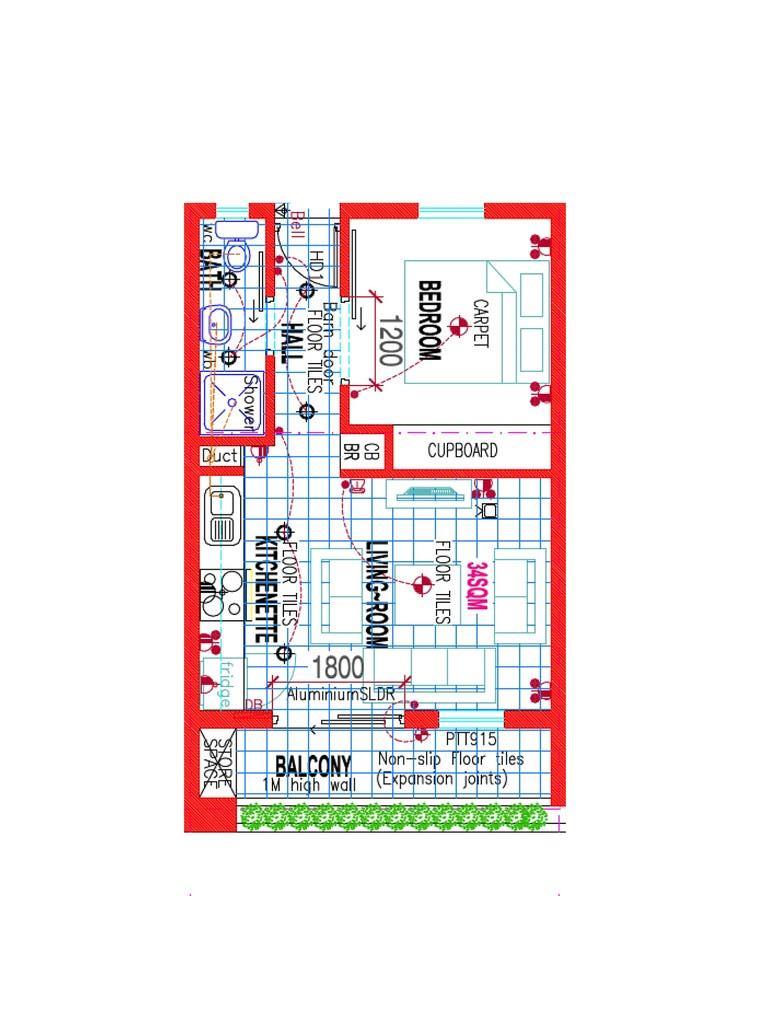 Bell
wc
BATH
HD1
HALL
FLOOR TILES
Barn door
1200
BEDROOM
CARPET
wb
Shower
Duct
CB
BR
CUPBOARD
KITCHENETTE
FLOOR TILES
LIVING-ROOM
FLOOR TILES
34SQM
fridge
DB
1800
AluminiumSLDR
STORE
SPACE
BALCONY
1M high wall
PTT915
Non-slip Floor tiles
(Expansion joints)